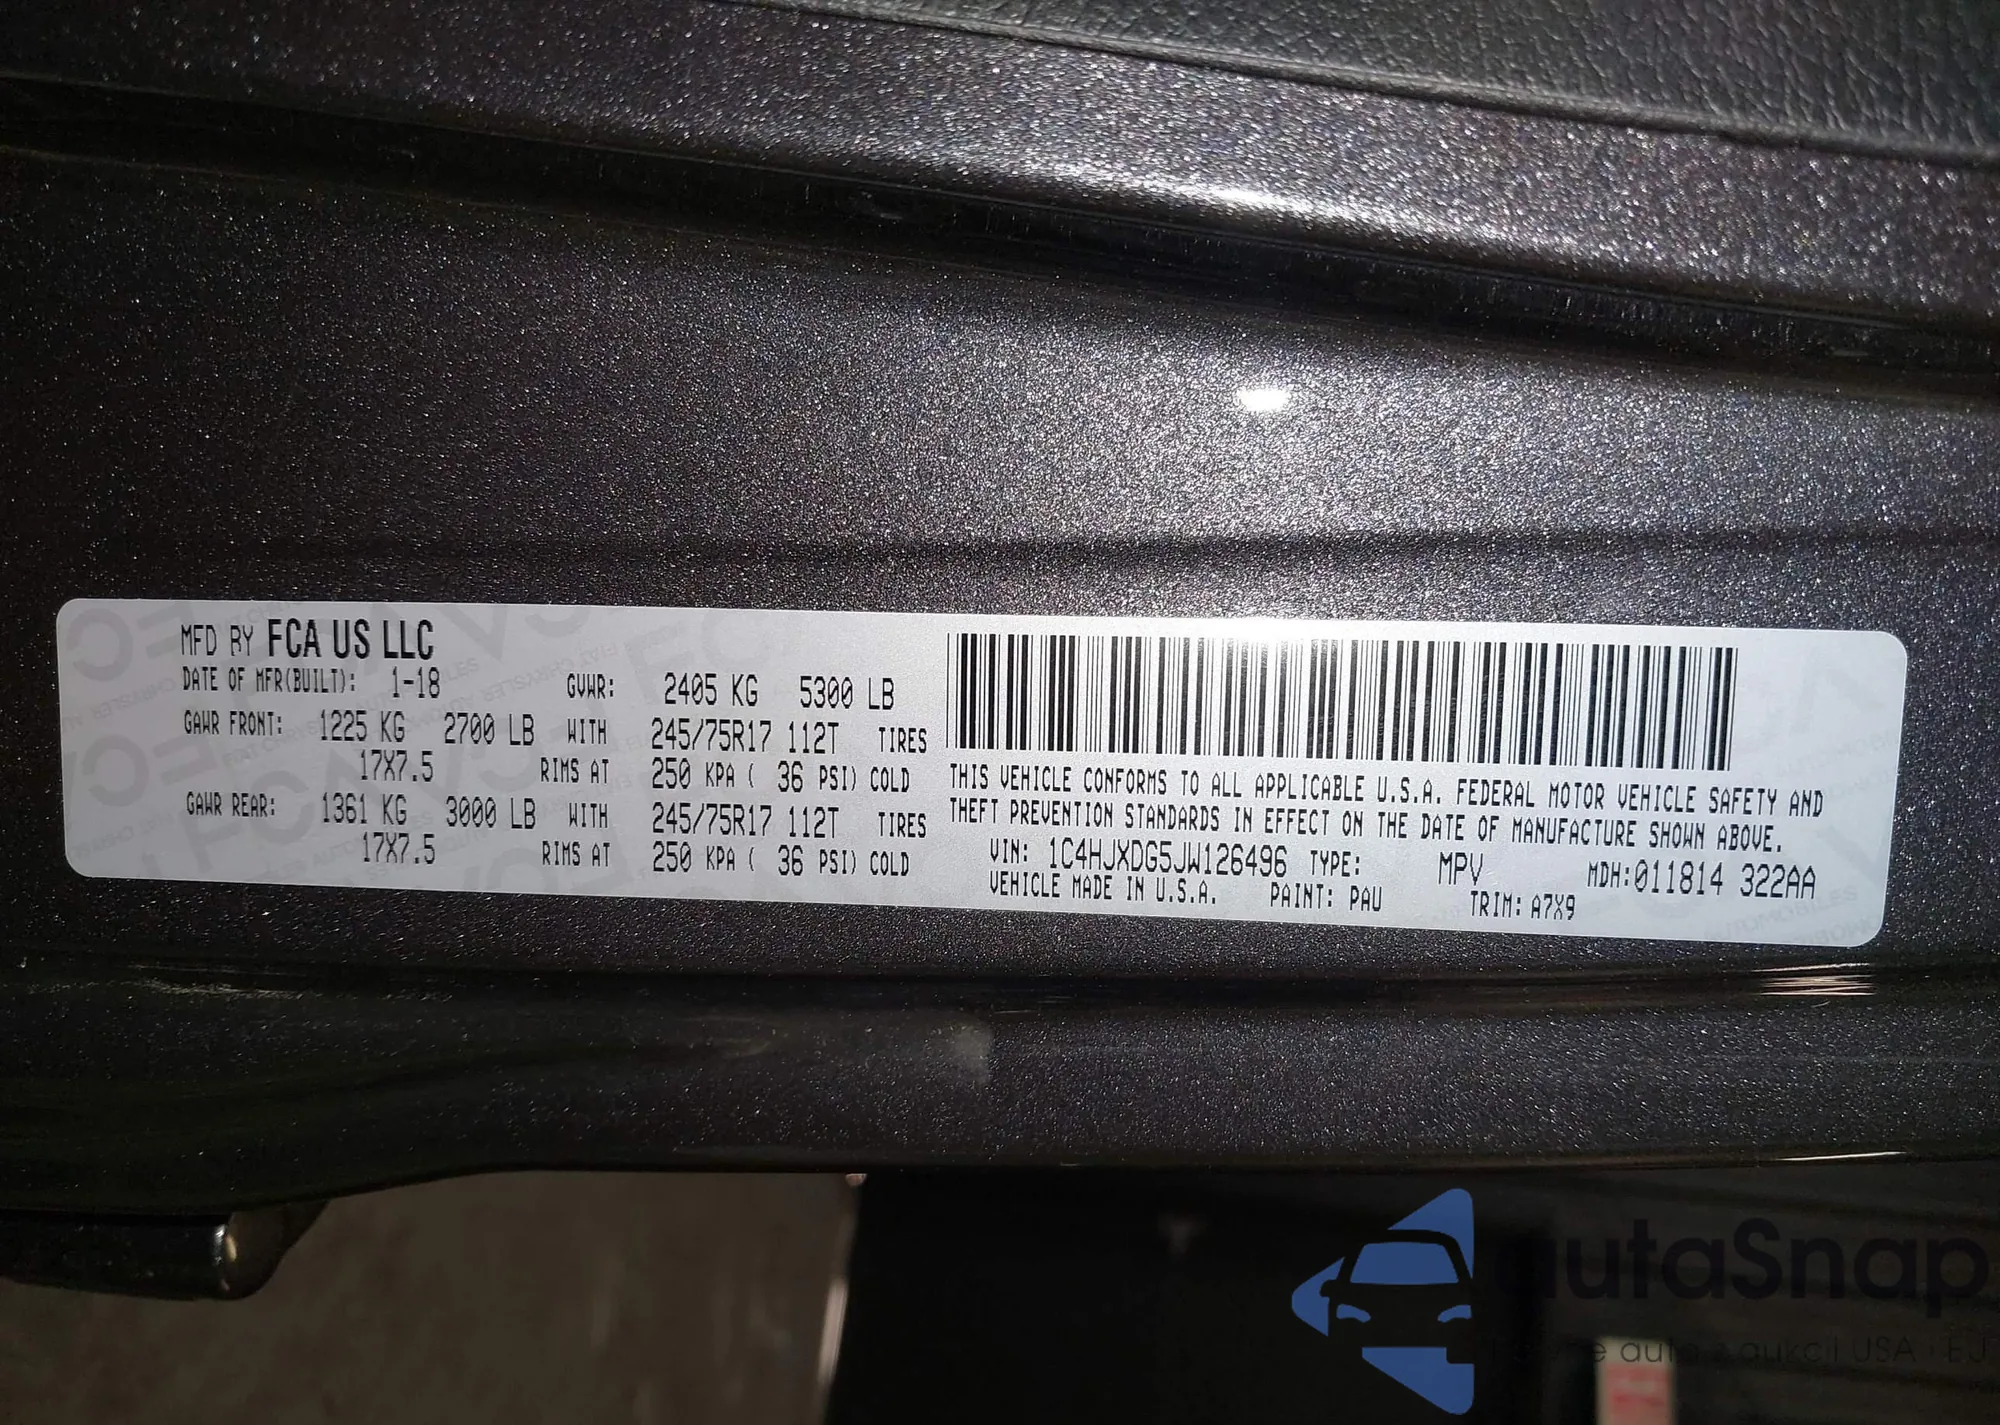 MFD BY FCA US LLC
DATE OF MFR(BUILT): 1-18 GVWR: 2405 KG 5300 LB
GAWR FRONT: 1225 KG 2700 LB WITH 245/75R17 112T TIRES
17X7.5 RIMS AT 250 KPA ( 36 PSI) COLD
GAWR REAR: 1361 KG 3000 LB WITH 245/75R17 112T TIRES
17X7.5 RIMS AT 250 KPA ( 36 PSI) COLD
THIS VEHICLE CONFORMS TO ALL APPLICABLE U.S.A. FEDERAL MOTOR VEHICLE SAFETY AND
THEFT PREVENTION STANDARDS IN EFFECT ON THE DATE OF MANUFACTURE SHOWN ABOVE.
VIN: 1C4HJXDG5JW126496 TYPE: MPV MDH:011814 322AA
VEHICLE MADE IN U.S.A. PAINT: PAU TRIM: A7X9
autaSnap
auta z aukcji USA